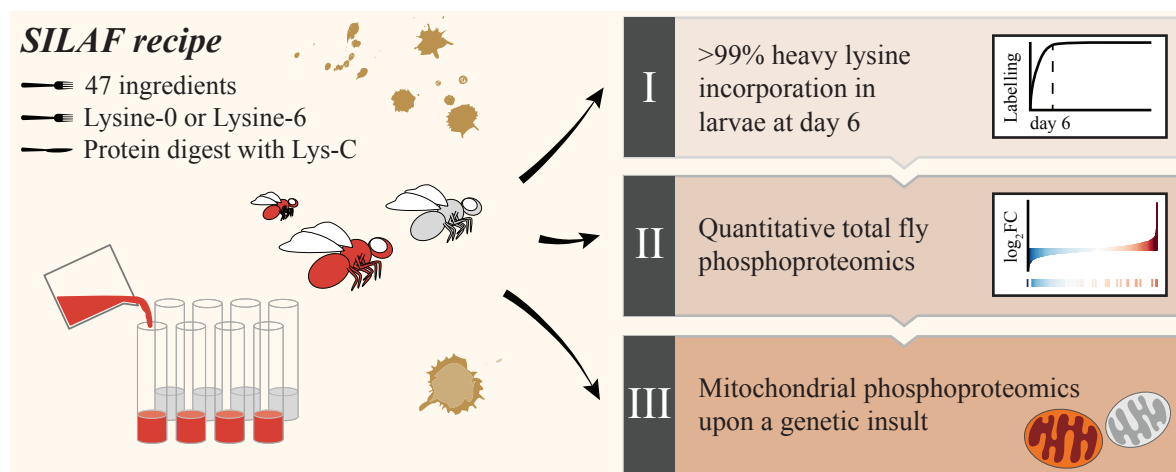 SILAF recipe
47 ingredients
Lysine-0 or Lysine-6
Protein digest with Lys-C
I
>99% heavy lysine
incorporation in
larvae at day 6
Labelling
day 6
II
Quantitative total fly
phosphoproteomics
log₂FC
III
Mitochondrial phosphoproteomics
upon a genetic insult